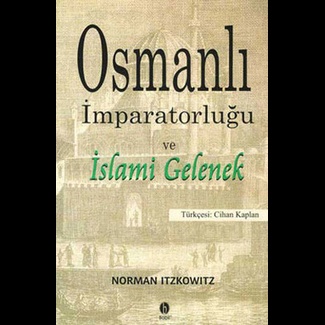 Osmanlı
İmparatorluğu
ve
İslami Gelenek
Türkçesi: Cihan Kaplan
NORMAN ITZKOWITZ